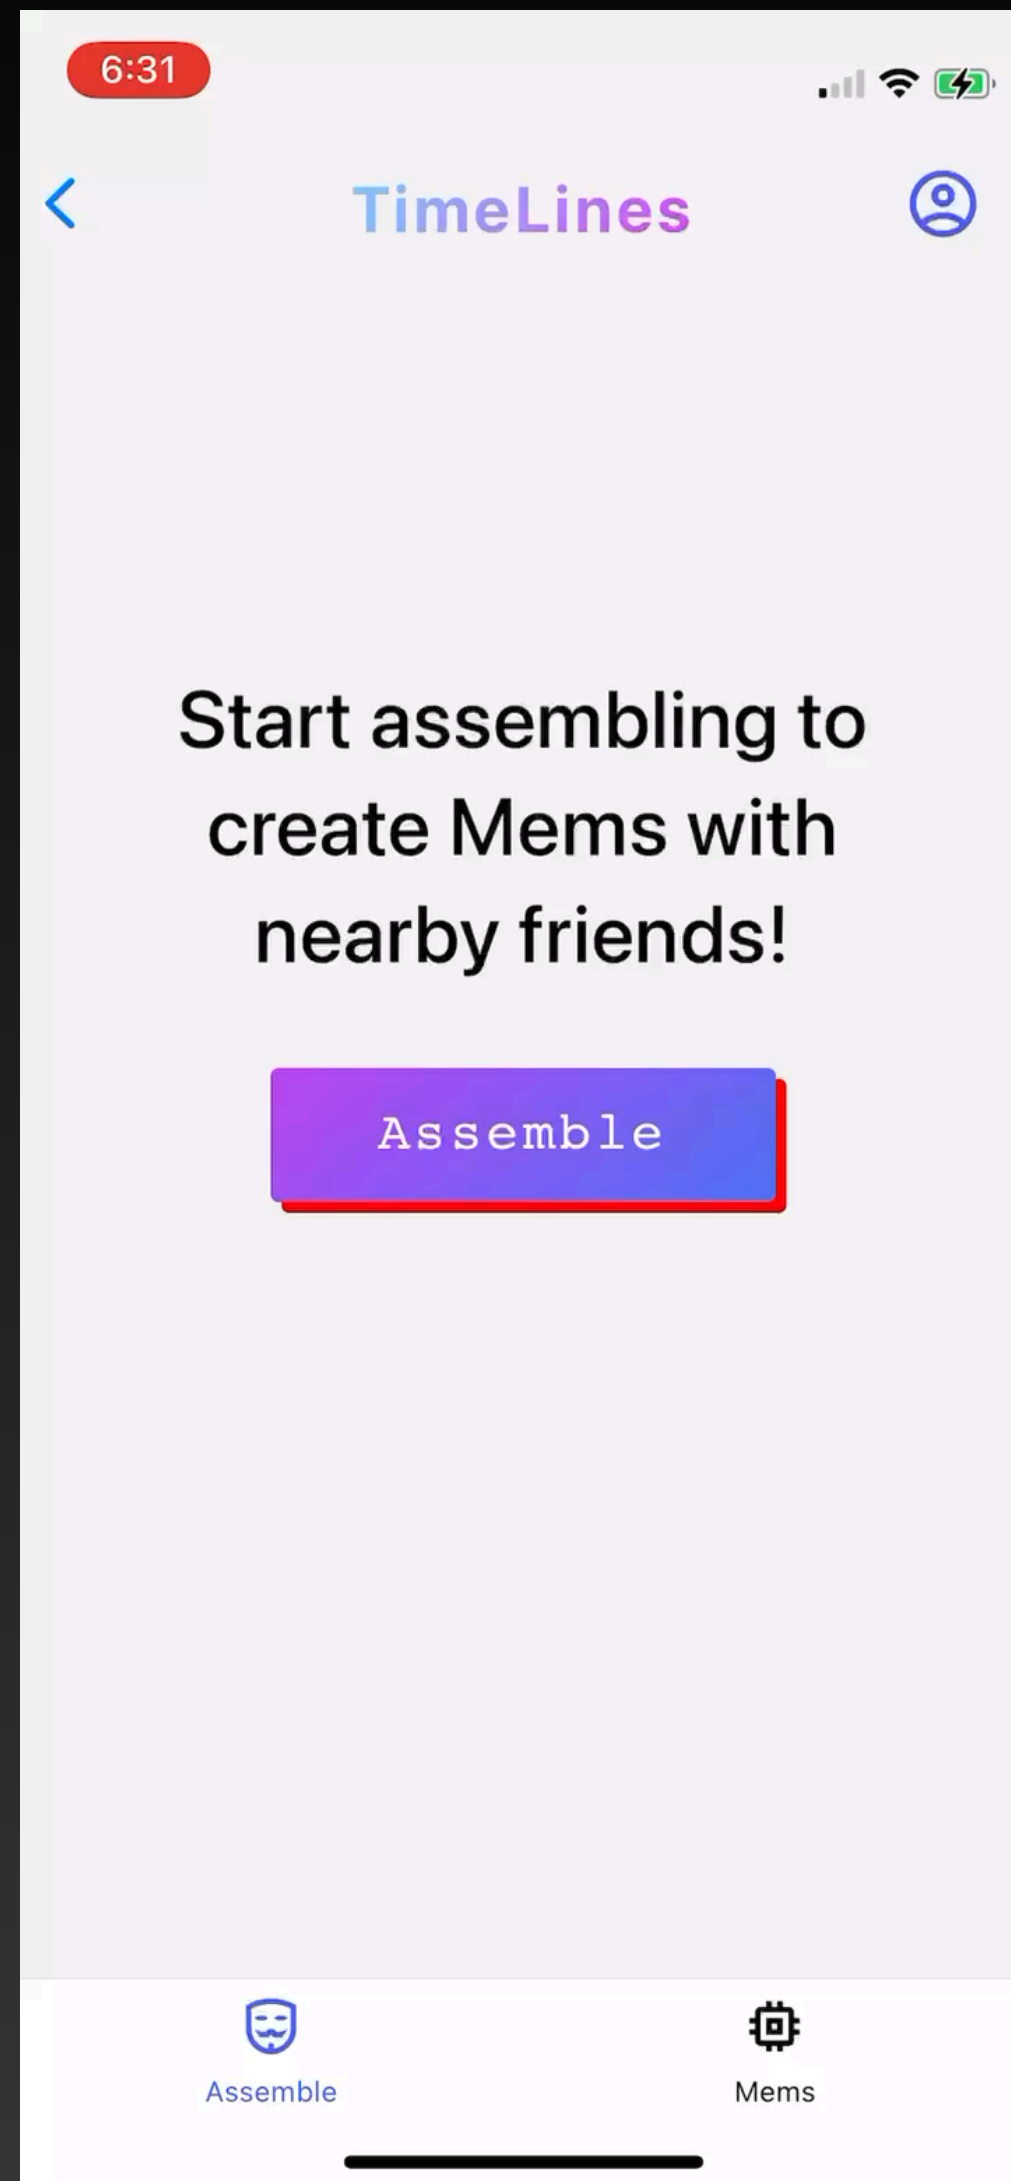 6:31
TimeLines
Start assembling to
create Mems with
nearby friends!
Assemble
Assemble
Mems